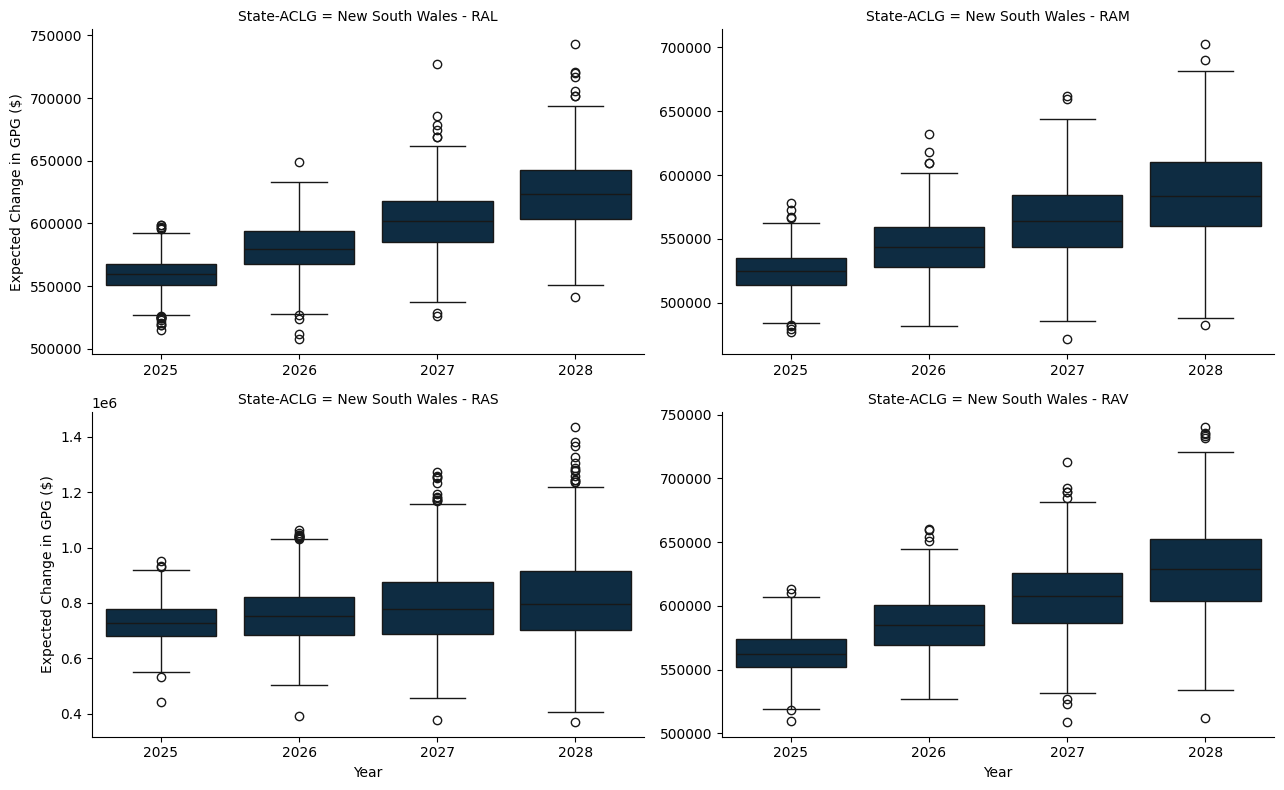 State-ACLG = New South Wales - RAL
Expected Change in GPG ($)
750000
700000
650000
600000
550000
500000
2025 2026 2027 2028
State-ACLG = New South Wales - RAM
700000
650000
600000
550000
500000
2025 2026 2027 2028
State-ACLG = New South Wales - RAS
1e6
Expected Change in GPG ($)
1.4
1.2
1.0
0.8
0.6
0.4
2025 2026 2027 2028
Year
State-ACLG = New South Wales - RAV
750000
700000
650000
600000
550000
500000
2025 2026 2027 2028
Year